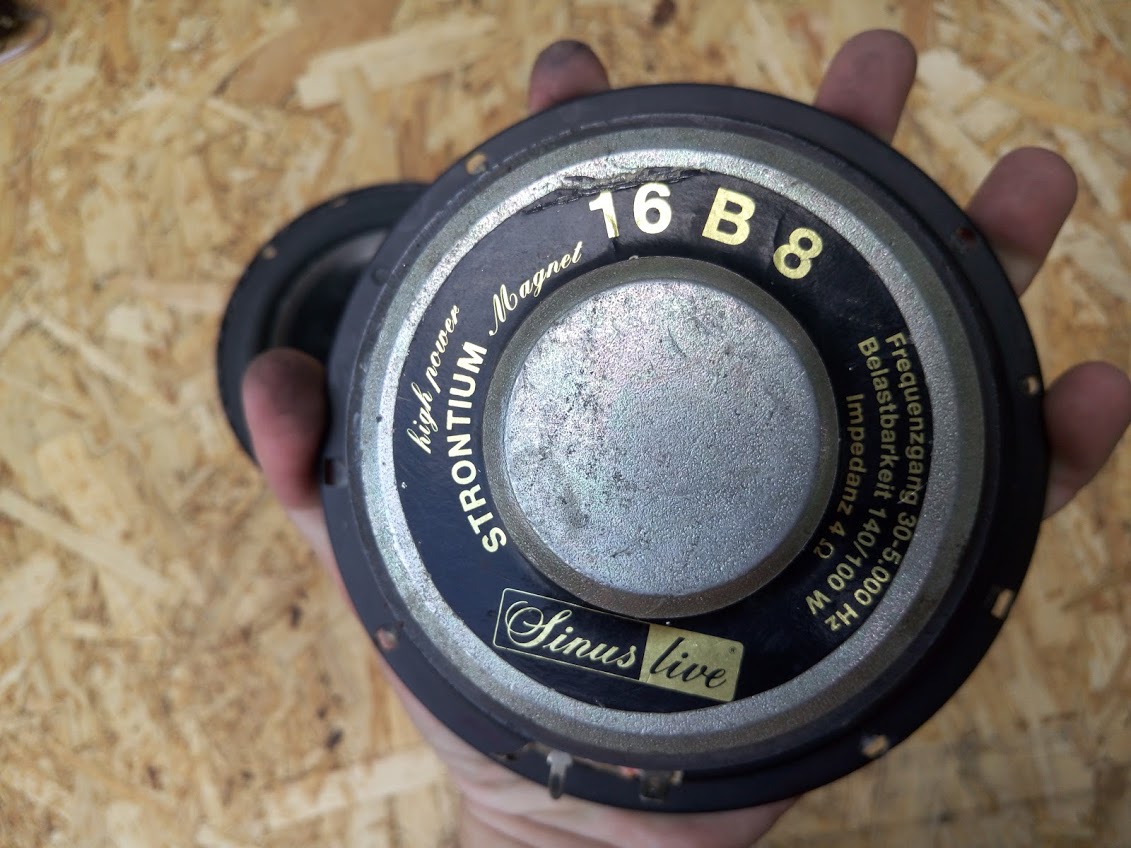 16 B 8
high power
STRONTIUM Magnet
Frequenzgang 30-5.000 Hz
Belastbarkeit 140/100 W
Impedanz 4 Ω
Sinus live